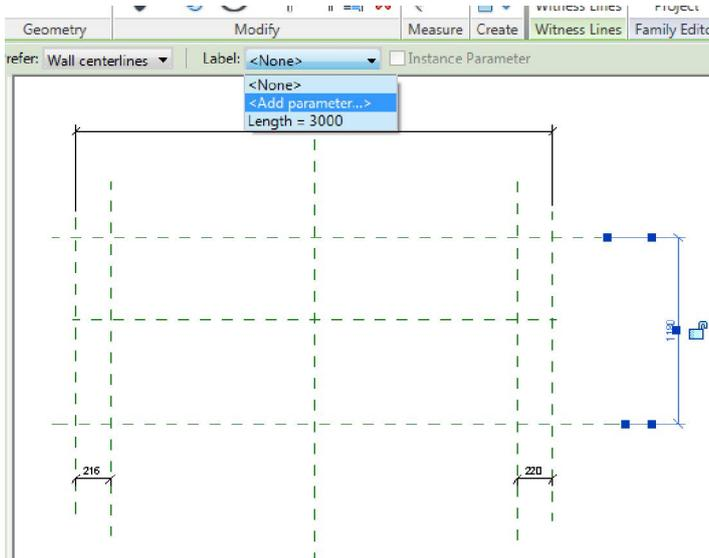 Witness Lines Project
Geometry Modify Measure Create Witness Lines Family Edito
refer: Wall centerlines Label: <None> Instance Parameter
<None>
<Add parameter...>
Length = 3000
216
220